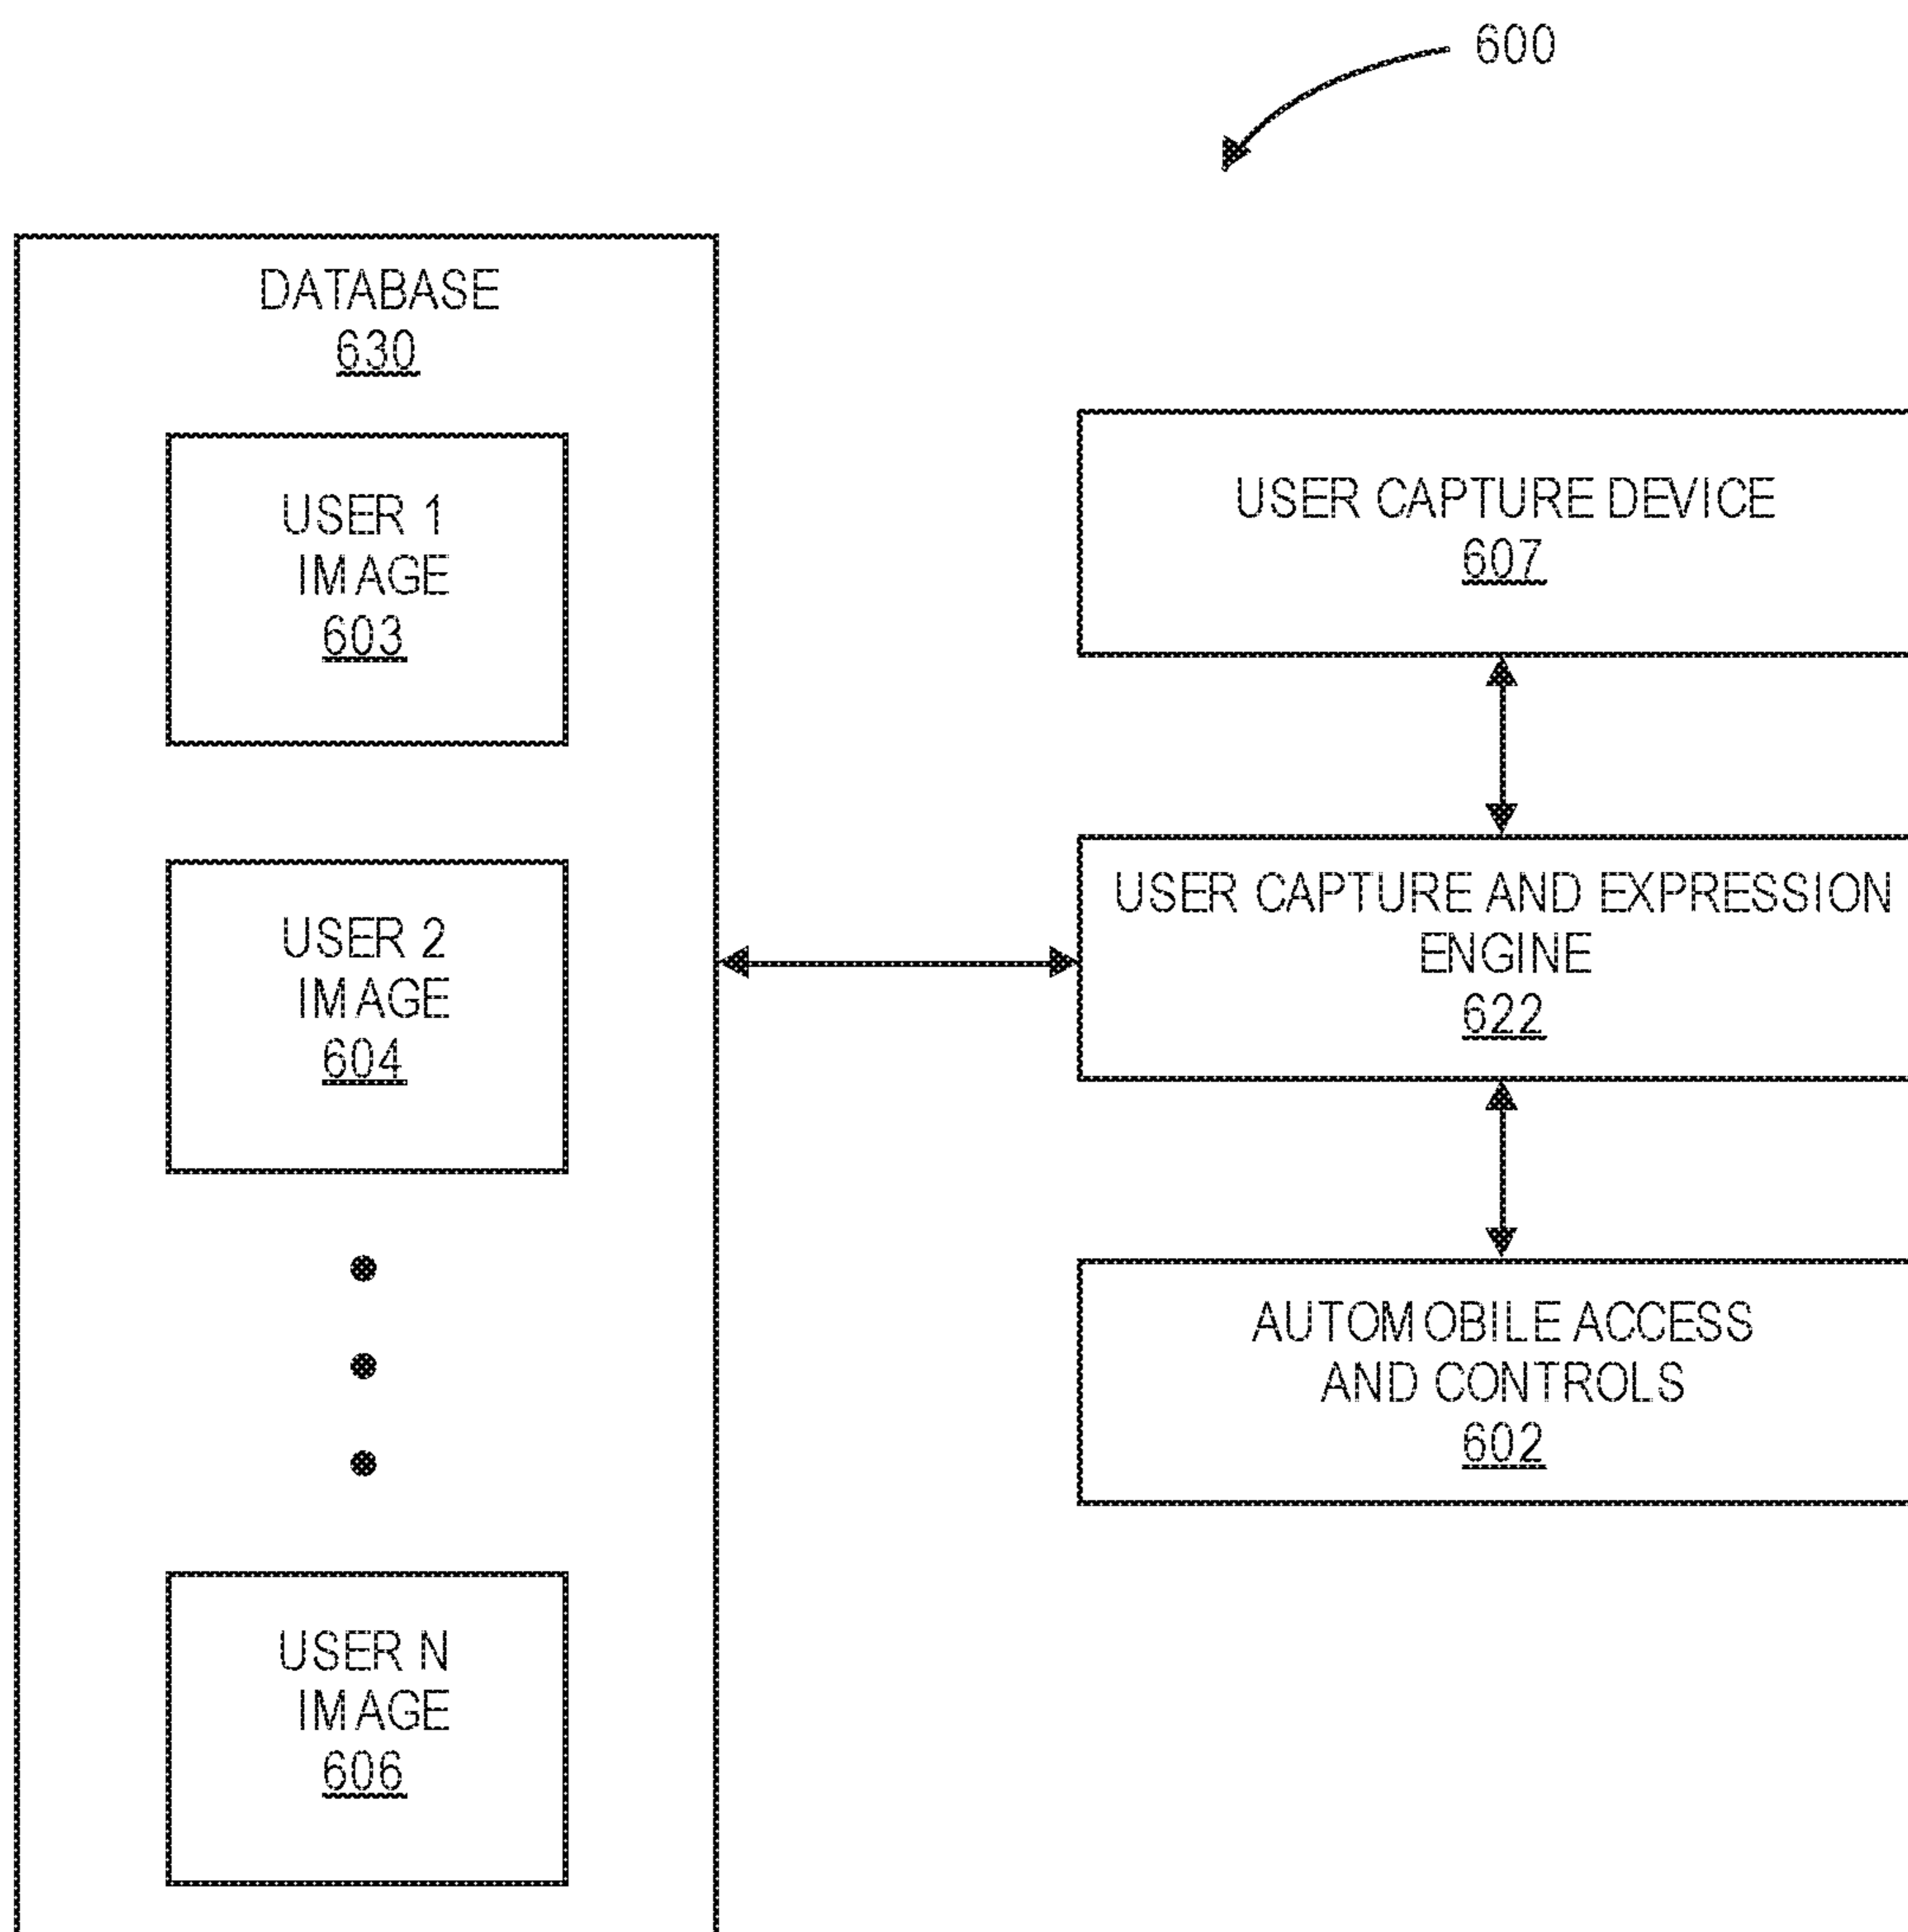 600
DATABASE
630
USER 1
IMAGE
603
USER 2
IMAGE
604
USER N
IMAGE
606
USER CAPTURE DEVICE
607
USER CAPTURE AND EXPRESSION
ENGINE
622
AUTOMOBILE ACCESS
AND CONTROLS
602